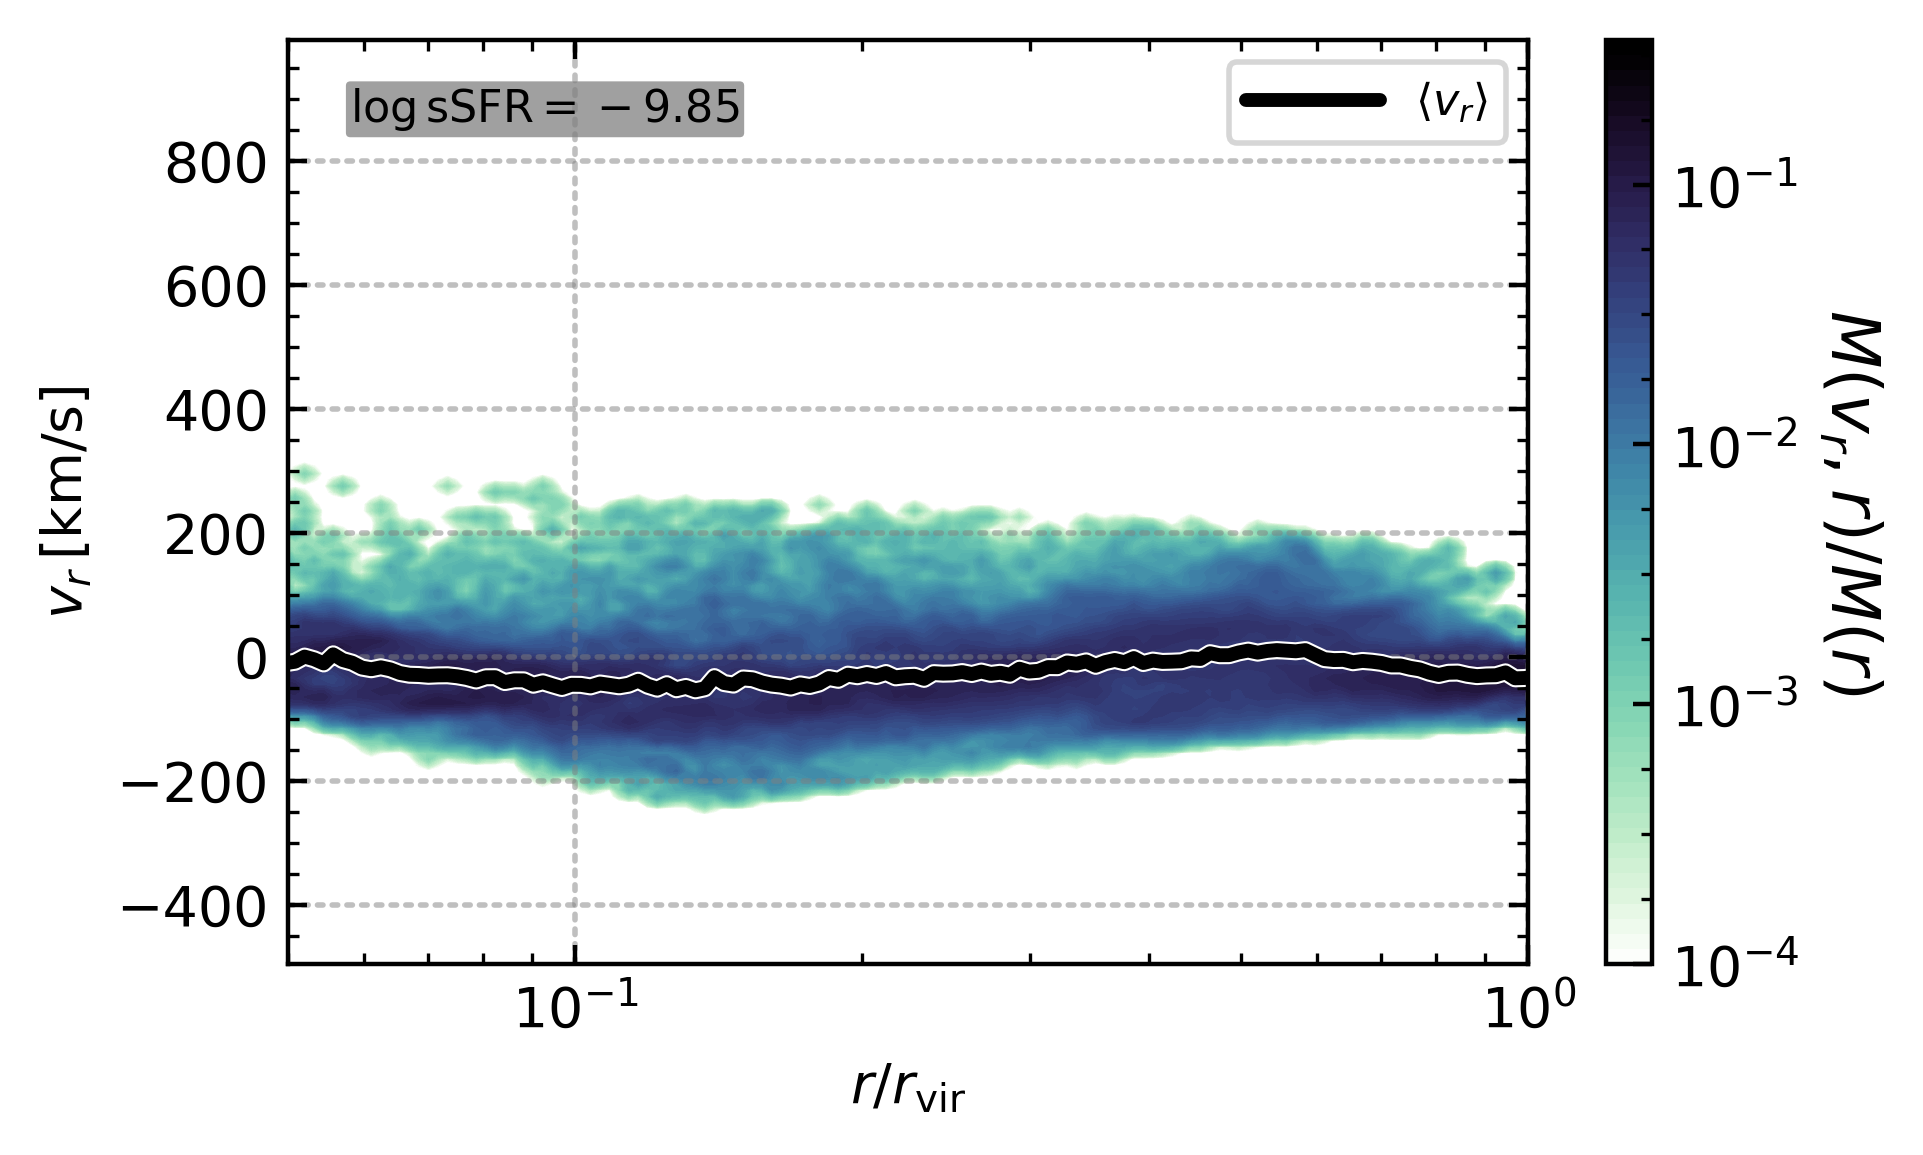 log sSFR = −9.85
⟨v_r⟩
800
600
400
200
0
−200
−400
v_r [km/s]
10^−1
10^0
r/r_vir
10^−1
10^−2
10^−3
10^−4
M(v_r, r)/M(r)